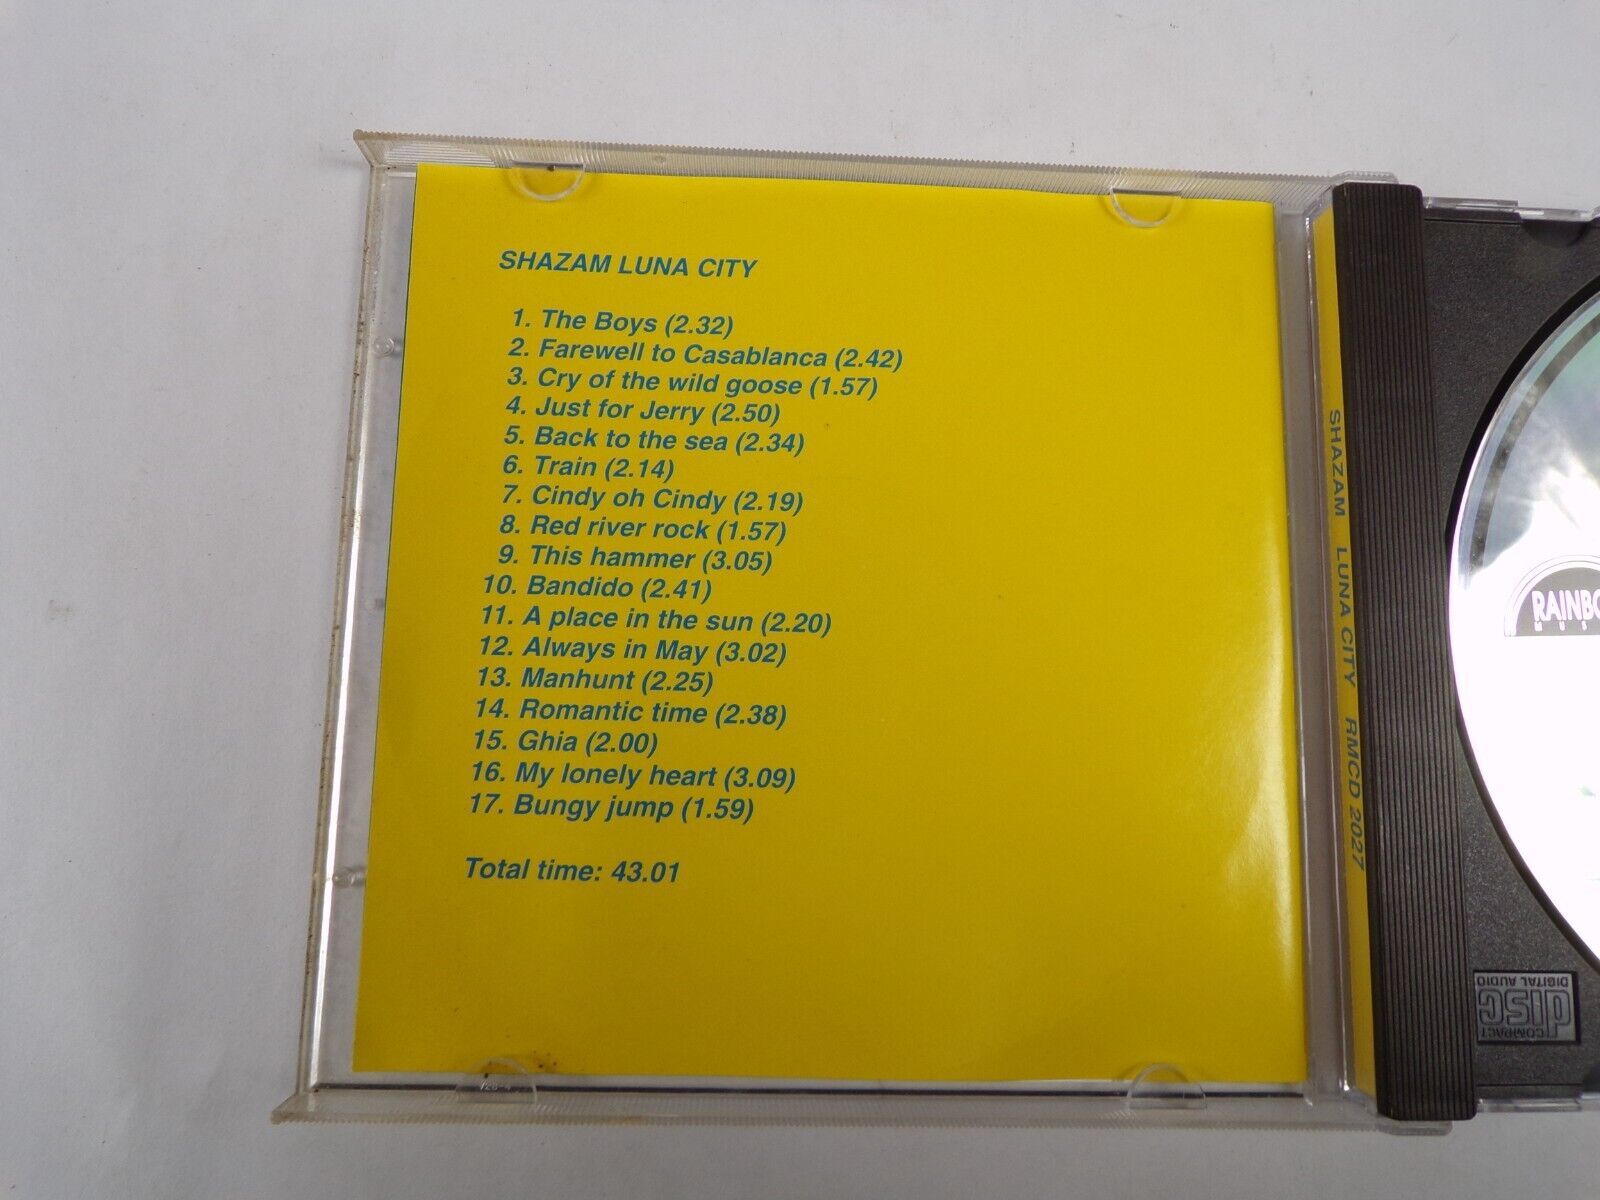 SHAZAM LUNA CITY
1. The Boys (2.32)
2. Farewell to Casablanca (2.42)
3. Cry of the wild goose (1.57)
4. Just for Jerry (2.50)
5. Back to the sea (2.34)
6. Train (2.14)
7. Cindy oh Cindy (2.19)
8. Red river rock (1.57)
9. This hammer (3.05)
10. Bandido (2.41)
11. A place in the sun (2.20)
12. Always in May (3.02)
13. Manhunt (2.25)
14. Romantic time (2.38)
15. Ghia (2.00)
16. My lonely heart (3.09)
17. Bungy jump (1.59)
Total time: 43.01
SHAZAM LUNA CITY RMCD 2027
COMPACT
disc
DIGITAL AUDIO